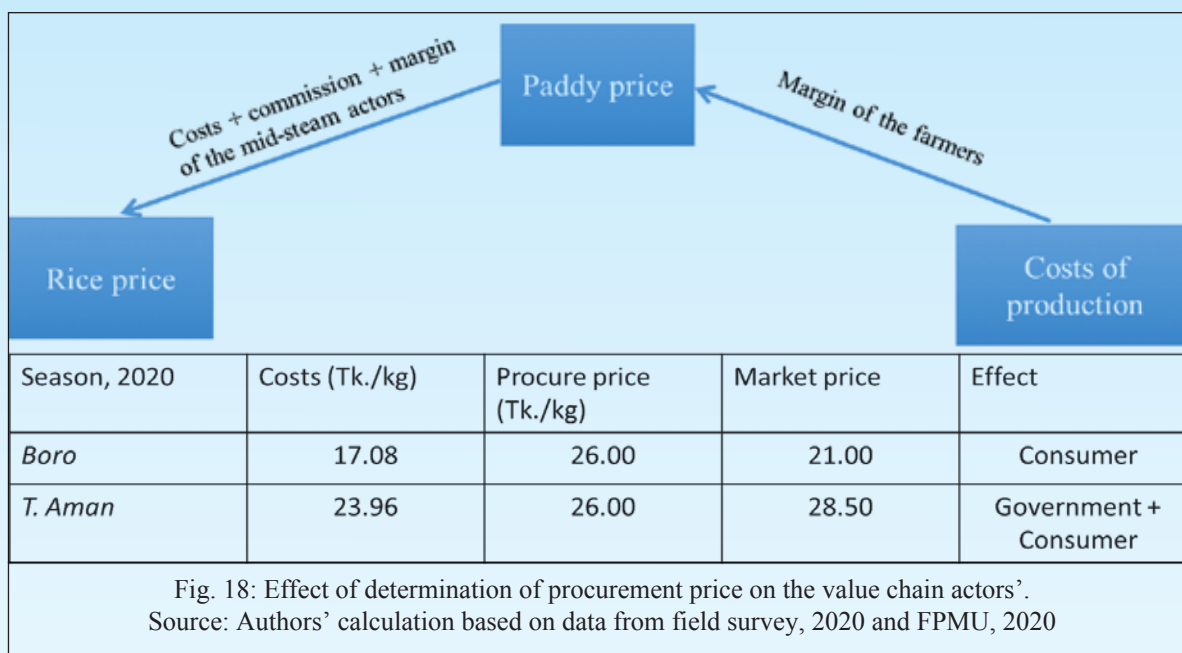 Costs + commission + margin
of the mid-steam actors
Paddy price
Margin of the farmers
Rice price
Costs of
production
Season, 2020 Costs (Tk./kg) Procure price Market price Effect
(Tk./kg)
Boro 17.08 26.00 21.00 Consumer
T. Aman 23.96 26.00 28.50 Government +
Consumer
Fig. 18: Effect of determination of procurement price on the value chain actors’.
Source: Authors’ calculation based on data from field survey, 2020 and FPMU, 2020